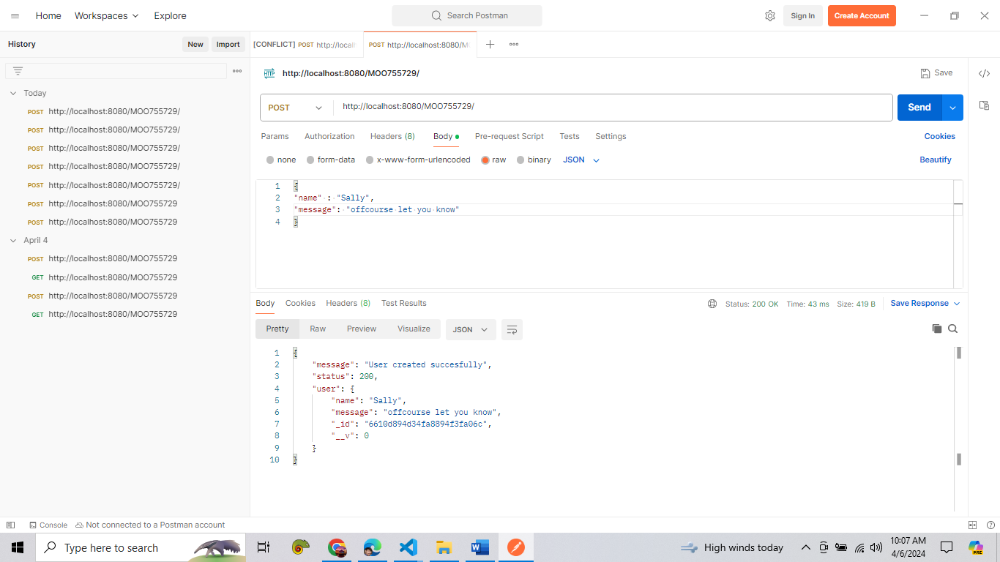 Home Workspaces Explore Search Postman Sign In Create Account
History New Import
[CONFLICT] POST http://local POST http://localhost:8080/M
http://localhost:8080/MOO755729/ Save
Today
POST http://localhost:8080/MOO755729/
POST http://localhost:8080/MOO755729/
POST http://localhost:8080/MOO755729/
POST http://localhost:8080/MOO755729/
POST http://localhost:8080/MOO755729/
POST http://localhost:8080/MOO755729
POST http://localhost:8080/MOO755729
April 4
POST http://localhost:8080/MOO755729
GET http://localhost:8080/MOO755729
POST http://localhost:8080/MOO755729
GET http://localhost:8080/MOO755729
POST http://localhost:8080/MOO755729/ Send
Params Authorization Headers (8) Body Pre-request Script Tests Settings Cookies
none form-data x-www-form-urlencoded raw binary JSON Beautify
1 {
2 "name" : "Sally",
3 "message": "offcourse let you know"
4 }
Body Cookies Headers (8) Test Results Status: 200 OK Time: 43 ms Size: 419 B Save Response
Pretty Raw Preview Visualize JSON
1 {
2 "message": "User created succesfully",
3 "status": 200,
4 "user": {
5 "name": "Sally",
6 "message": "offcourse let you know",
7 "_id": "6610d894d34fa8894f3fa06c",
8 "__v": 0
9 }
10 }
Console Not connected to a Postman account
Type here to search High winds today 10:07 AM
4/6/2024